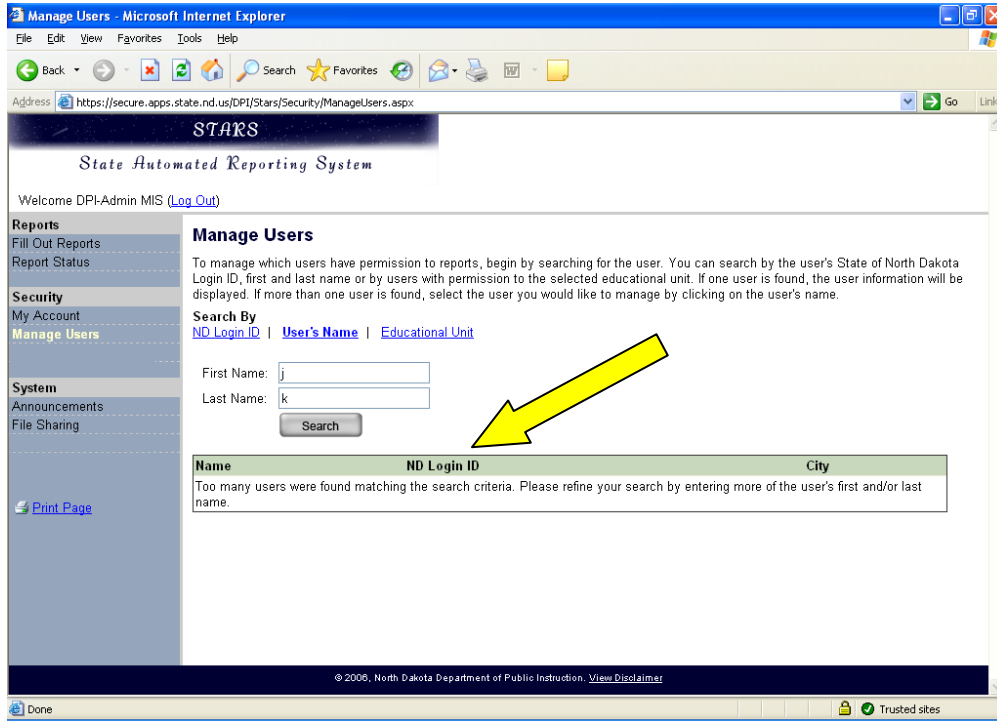 Manage Users - Microsoft Internet Explorer
File Edit View Favorites Tools Help
Back Search Favorites
Address https://secure.apps.state.nd.us/DPI/Stars/Security/ManageUsers.aspx Go Link
STARS
State Automated Reporting System
Welcome DPI-Admin MIS (Log Out)
Reports
Fill Out Reports
Report Status
Security
My Account
Manage Users
System
Announcements
File Sharing
Print Page
Manage Users
To manage which users have permission to reports, begin by searching for the user. You can search by the user's State of North Dakota
Login ID, first and last name or by users with permission to the selected educational unit. If one user is found, the user information will be
displayed. If more than one user is found, select the user you would like to manage by clicking on the user's name.
Search By
ND Login ID | User's Name | Educational Unit
First Name: j
Last Name: k
Search
Name ND Login ID City
Too many users were found matching the search criteria. Please refine your search by entering more of the user's first and/or last
name.
© 2006, North Dakota Department of Public Instruction. View Disclaimer
Done Trusted sites